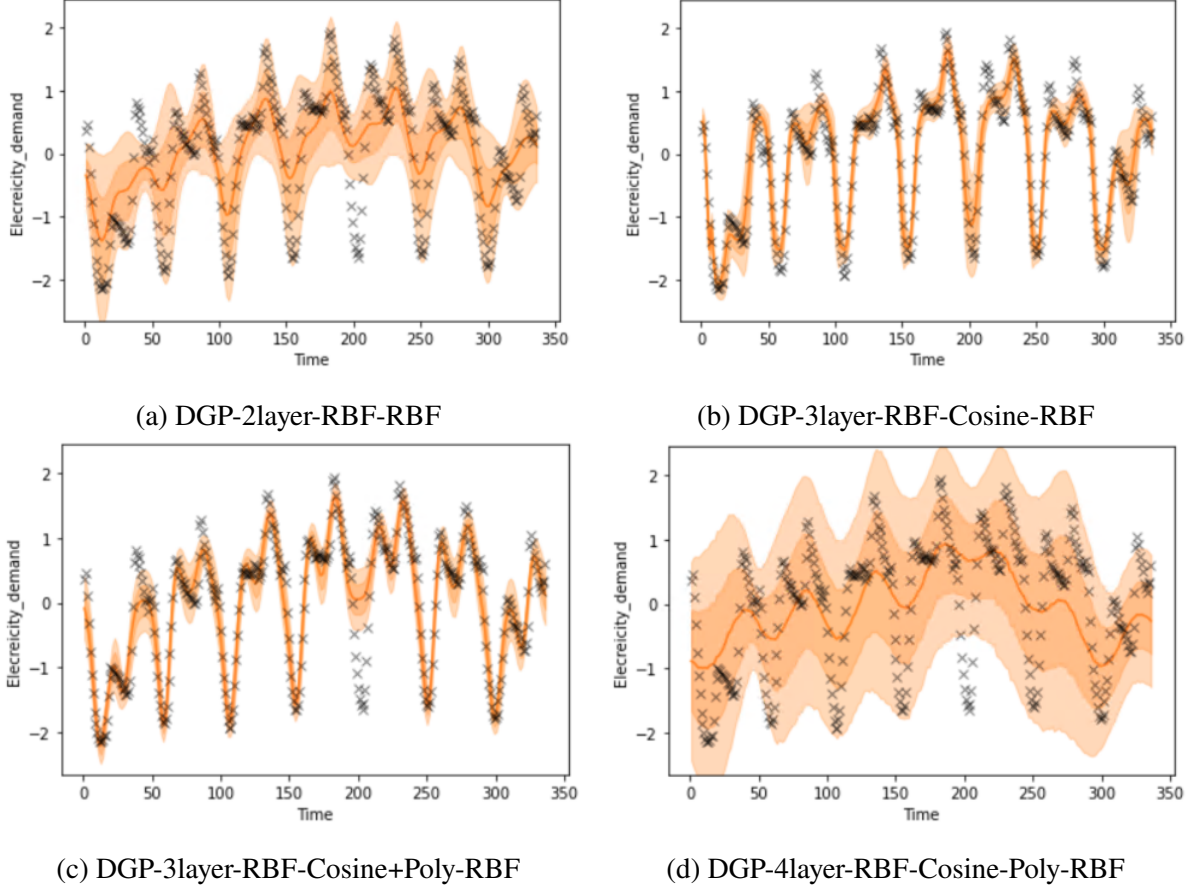 2
1
0
−1
−2
Elecreicity_demand
0 50 100 150 200 250 300 350
Time
(a) DGP-2layer-RBF-RBF
2
1
0
−1
−2
Elecreicity_demand
0 50 100 150 200 250 300 350
Time
(b) DGP-3layer-RBF-Cosine-RBF
2
1
0
−1
−2
Elecreicity_demand
0 50 100 150 200 250 300 350
Time
(c) DGP-3layer-RBF-Cosine+Poly-RBF
2
1
0
−1
−2
Elecreicity_demand
0 50 100 150 200 250 300 350
Time
(d) DGP-4layer-RBF-Cosine-Poly-RBF